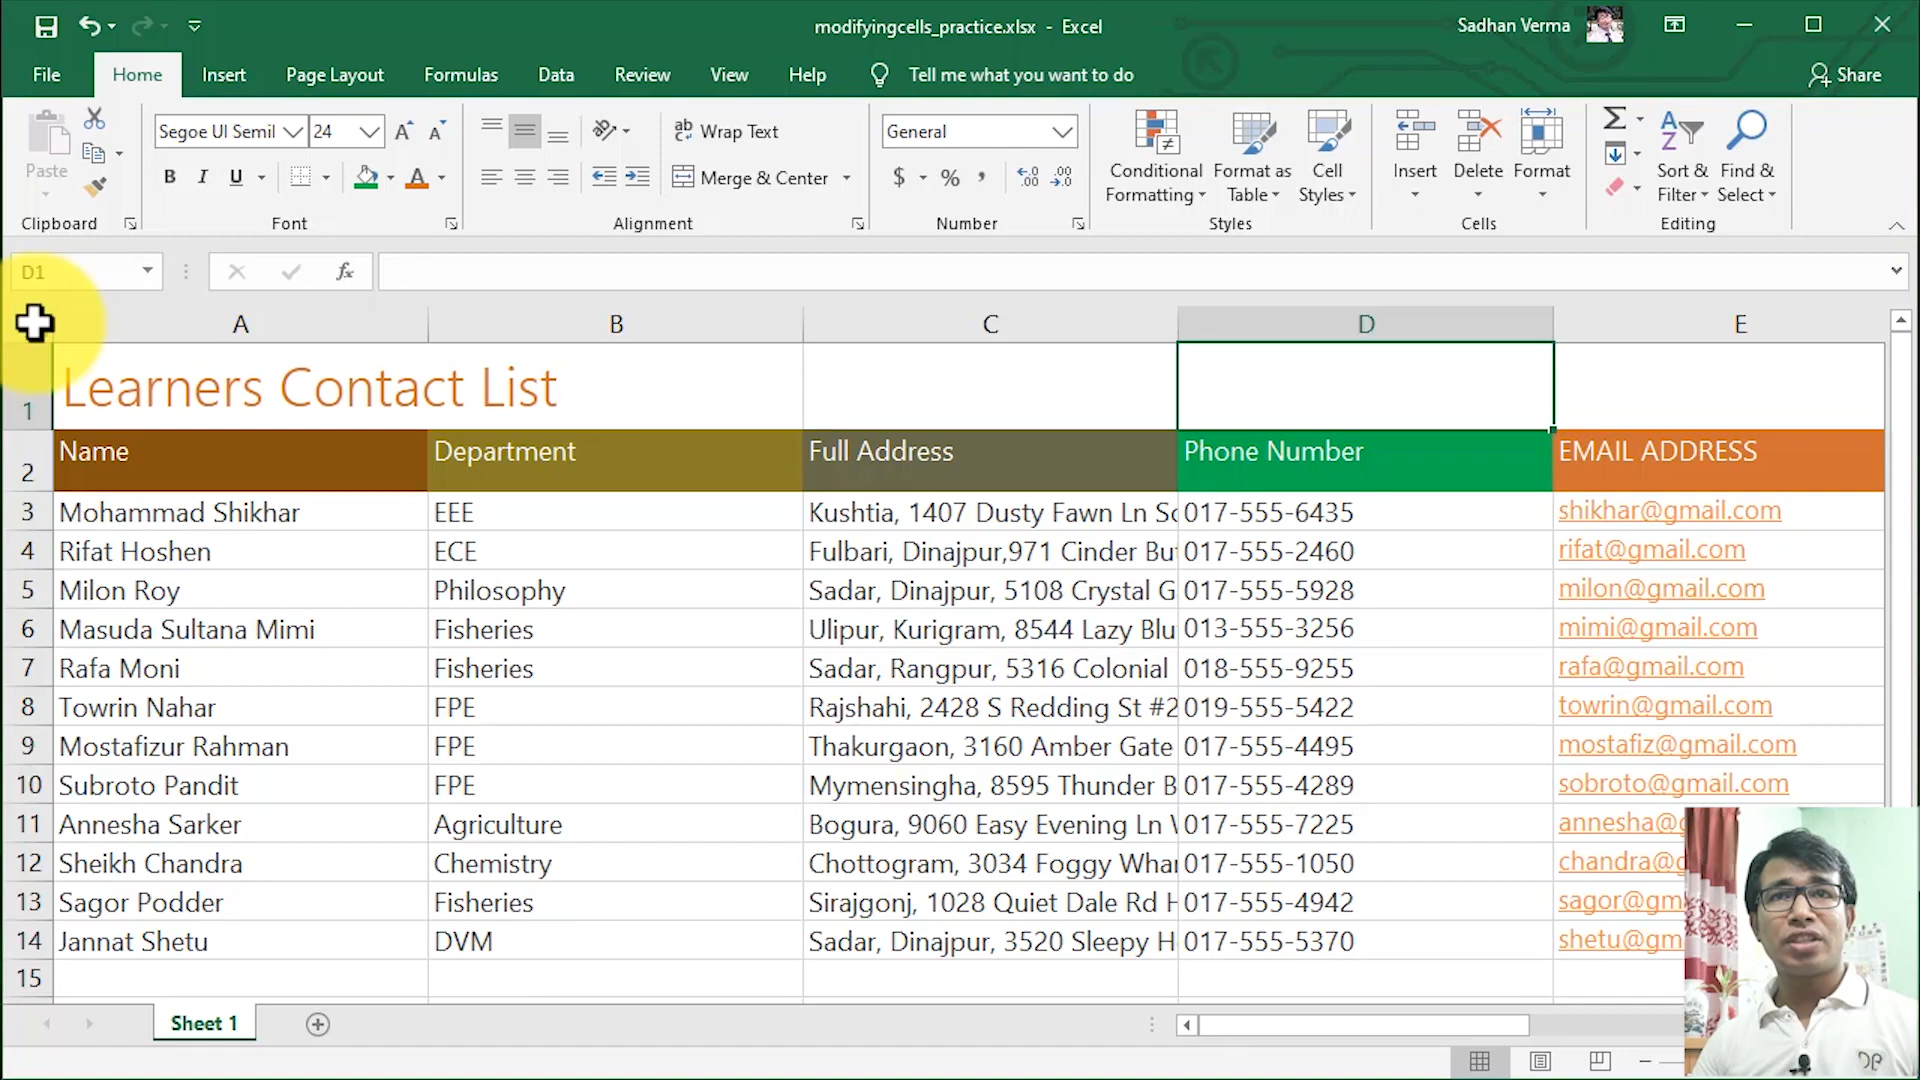 modifyingcells_practice.xlsx - Excel
Sadhan Verma
File Home Insert Page Layout Formulas Data Review View Help Tell me what you want to do Share
Paste
Segoe UI Semil 24
B I U A
Wrap Text
Merge & Center
General
$ % ,
Conditional Formatting
Format as Table
Cell Styles
Insert
Delete
Format
Sort & Filter
Find & Select
Clipboard Font Alignment Number Styles Cells Editing
D1 fx
A B C D E
1 Learners Contact List
2 Name Department Full Address Phone Number EMAIL ADDRESS
3 Mohammad Shikhar EEE Kushtia, 1407 Dusty Fawn Ln 017-555-6435 shikhar@gmail.com
4 Rifat Hoshen ECE Fulbari, Dinajpur,971 Cinder 017-555-2460 rifat@gmail.com
5 Milon Roy Philosophy Sadar, Dinajpur, 5108 Crystal G 017-555-5928 milon@gmail.com
6 Masuda Sultana Mimi Fisheries Ulipur, Kurigram, 8544 Lazy Blu 013-555-3256 mimi@gmail.com
7 Rafa Moni Fisheries Sadar, Rangpur, 5316 Colonial 018-555-9255 rafa@gmail.com
8 Towrin Nahar FPE Rajshahi, 2428 S Redding St #2 019-555-5422 towrin@gmail.com
9 Mostafizur Rahman FPE Thakurgaon, 3160 Amber Gate 017-555-4495 mostafiz@gmail.com
10 Subroto Pandit FPE Mymensingha, 8595 Thunder B 017-555-4289 sobroto@gmail.com
11 Annesha Sarker Agriculture Bogura, 9060 Easy Evening Ln 017-555-7225 annesha@
12 Sheikh Chandra Chemistry Chottogram, 3034 Foggy Whar 017-555-1050 chandra@
13 Sagor Podder Fisheries Sirajgonj, 1028 Quiet Dale Rd 017-555-4942 sagor@gm
14 Jannat Shetu DVM Sadar, Dinajpur, 3520 Sleepy H 017-555-5370 shetu@gm
15
Sheet 1